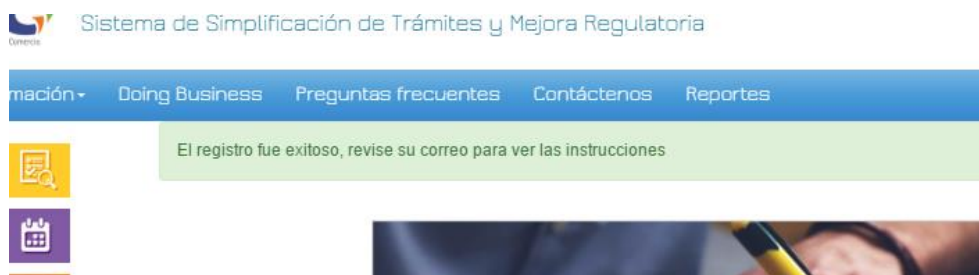 Sistema de Simplificación de Trámites y Mejora Regulatoria
Comercio
mación
Doing Business
Preguntas frecuentes
Contáctenos
Reportes
El registro fue exitoso, revise su correo para ver las instrucciones